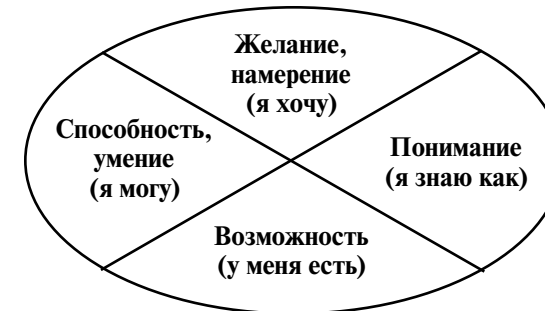 Желание,
намерение
(я хочу)
Способность,
умение
(я могу)
Понимание
(я знаю как)
Возможность
(у меня есть)